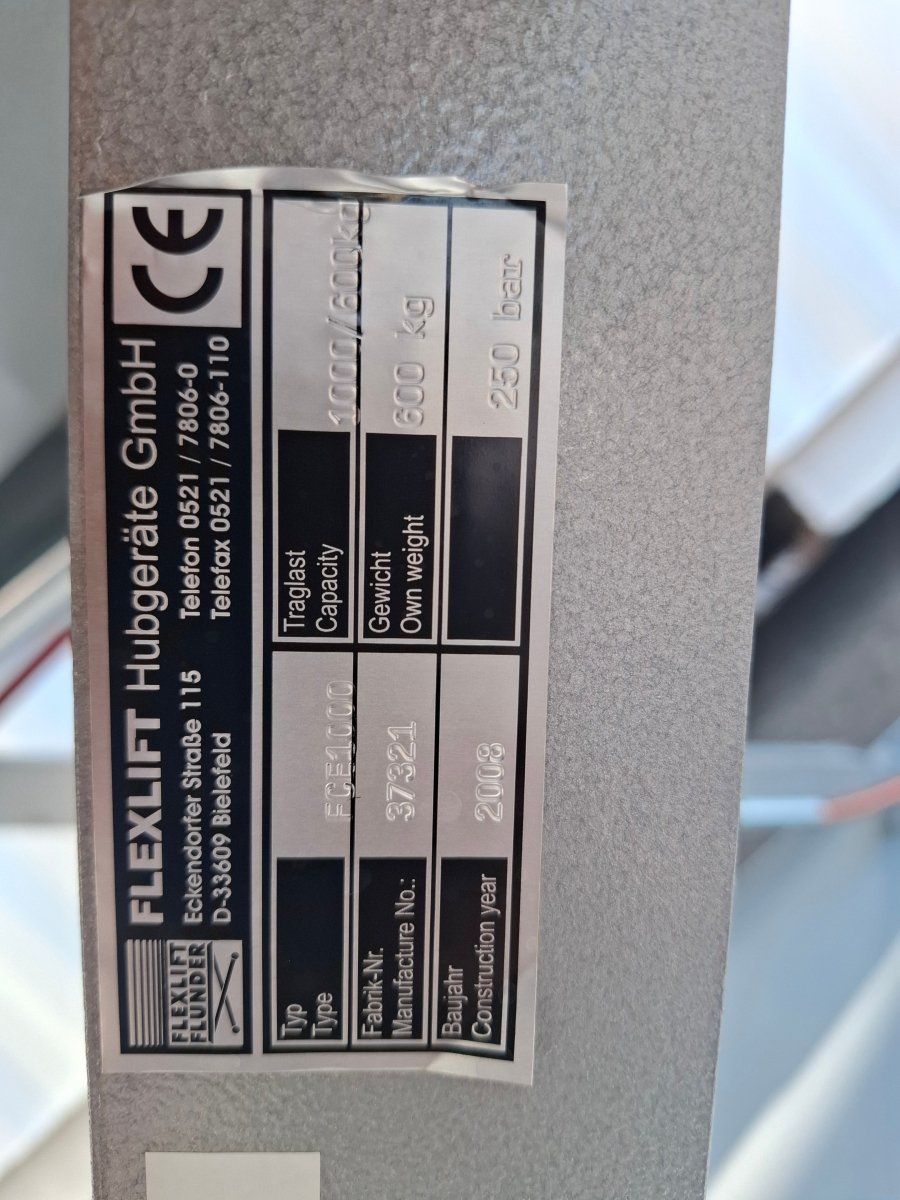 FLEXLIFT
FLUNDER
FLEXLIFT Hubgeräte GmbH
Eckendorfer Straße 115 Telefon 0521 / 7806-0
D-33609 Bielefeld Telefax 0521 / 7806-110
CE
Typ
Type
FCE1000
Traglast
Capacity
1000/600kg
Fabrik-Nr.
Manufacture No.:
37321
Gewicht
Own weight
600 kg
Baujahr
Construction year
2008
250 bar